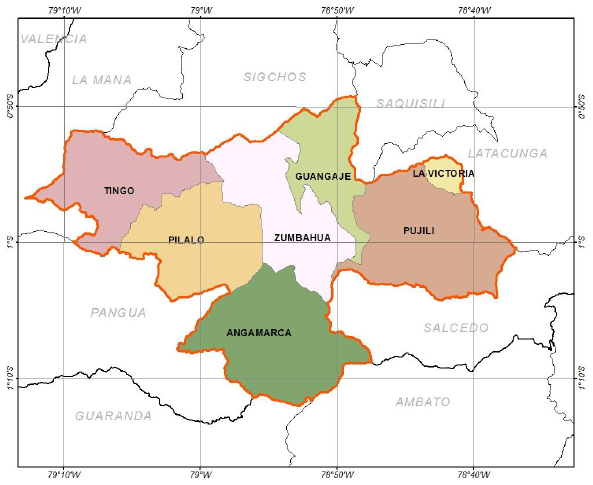 79°10'W 79°W 78°50'W 78°40'W
VALENCIA
LA MANA
SIGCHOS
SAQUISILI
0°50'S 0°50'S
LATACUNGA
GUANGAJE
LA VICTORIA
TINGO
PUJILI
PILALO
ZUMBAHUA
1°S 1°S
PANGUA
SALCEDO
ANGAMARCA
1°10'S 1°10'S
AMBATO
GUARANDA
79°10'W 79°W 78°50'W 78°40'W